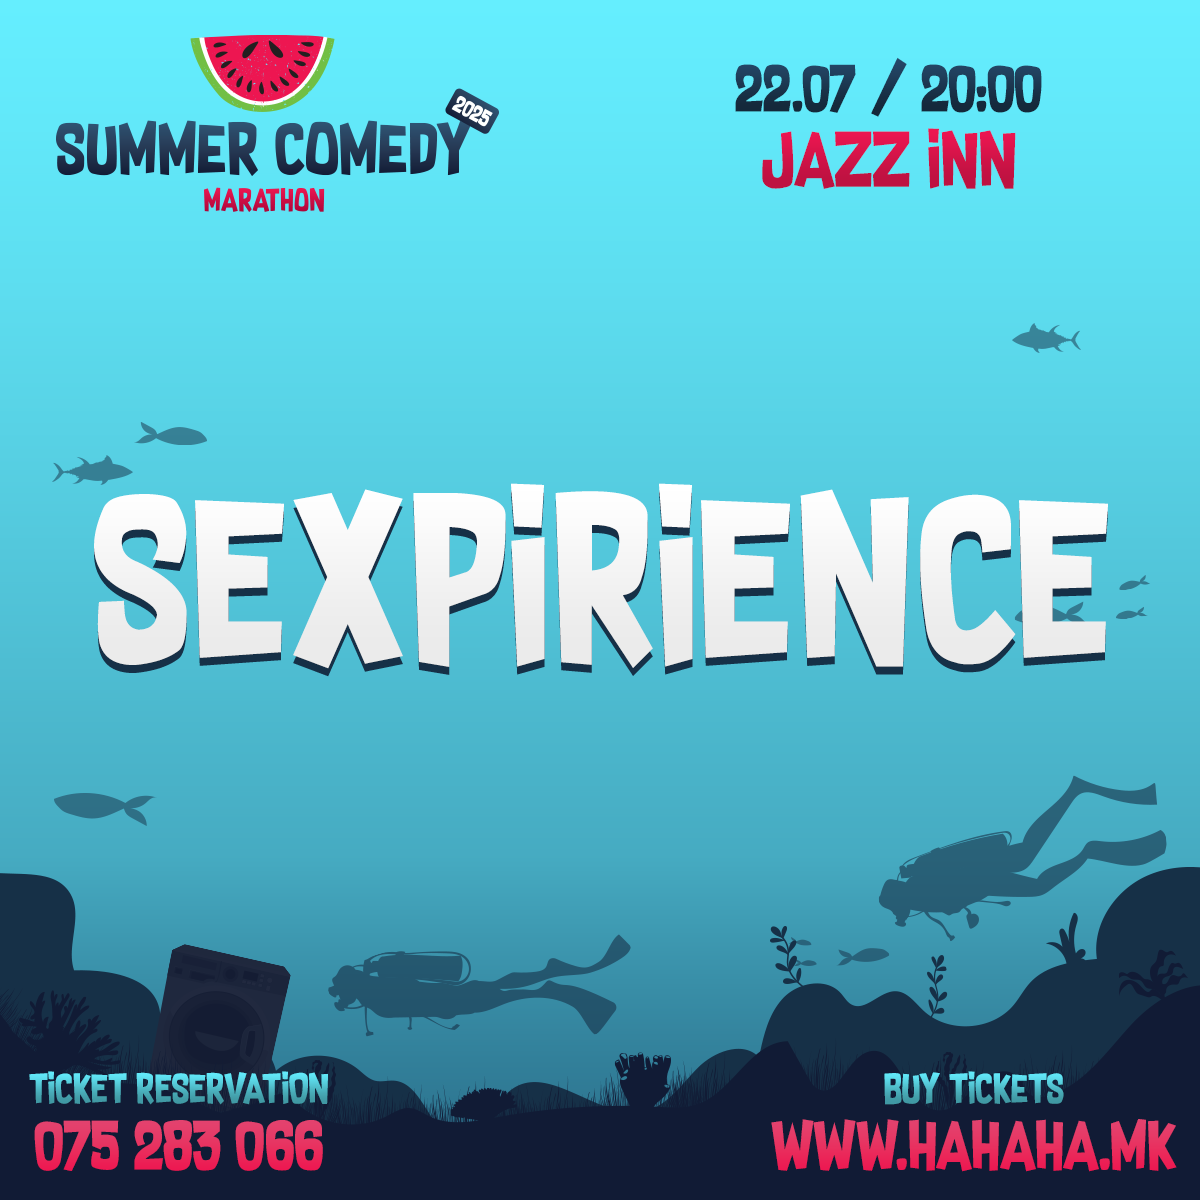 SUMMER COMEDY
2025
MARATHON
22.07 / 20:00
JAZZ iNN
SEXPiRiENCE
TiCKET RESERVATiON
075 283 066
BUY TiCKETS
WWW.HAHAHA.MK